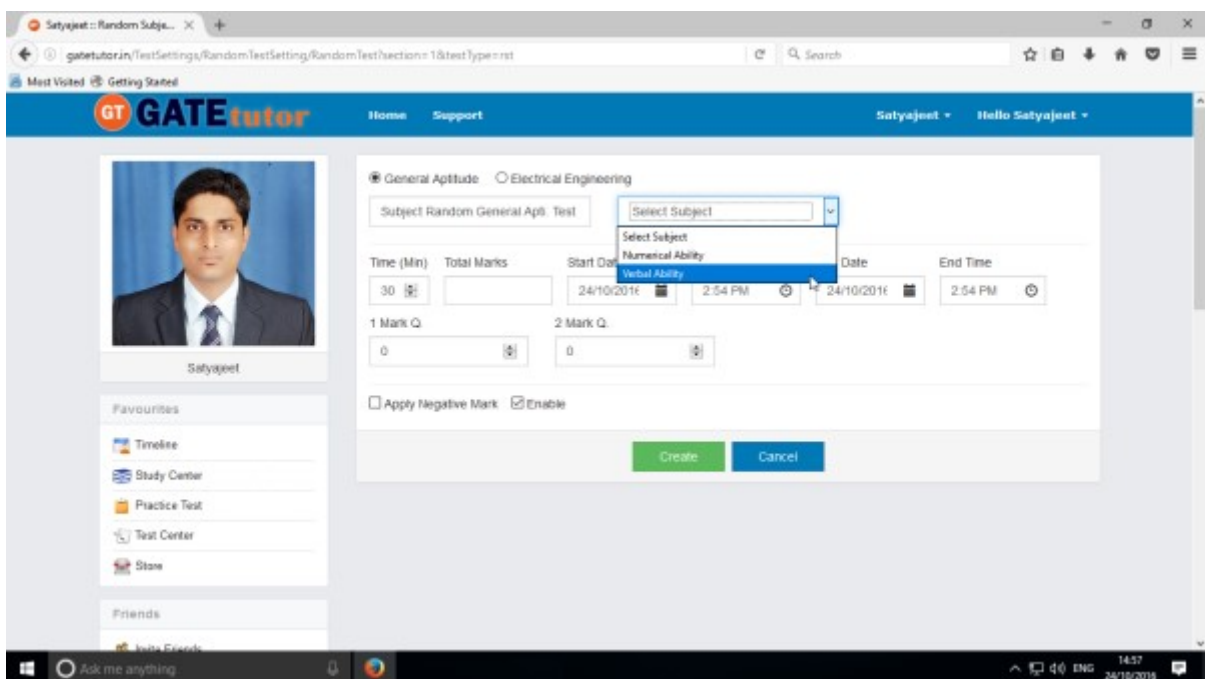 Satyajeet :: Random Subje...
gatetutor.in/TestSettings/RandomTestSetting/RandomTest?section=1&testType=rst
Search
Most Visited Getting Started
GT GATEtutor Home Support Satyajeet Hello Satyajeet
General Aptitude Electrical Engineering
Subject Random General Apti. Test Select Subject
Select Subject
Numerical Ability
Verbal Ability
Time (Min) Total Marks Start Dat Date End Time
30 24/10/2016 2:54 PM 24/10/2016 2:54 PM
1 Mark Q. 2 Mark Q.
0 0
Apply Negative Mark Enable
Create Cancel
Satyajeet
Favourites
Timeline
Study Center
Practice Test
Test Center
Store
Friends
Invite Friends
Ask me anything ENG 14:57
24/10/2016